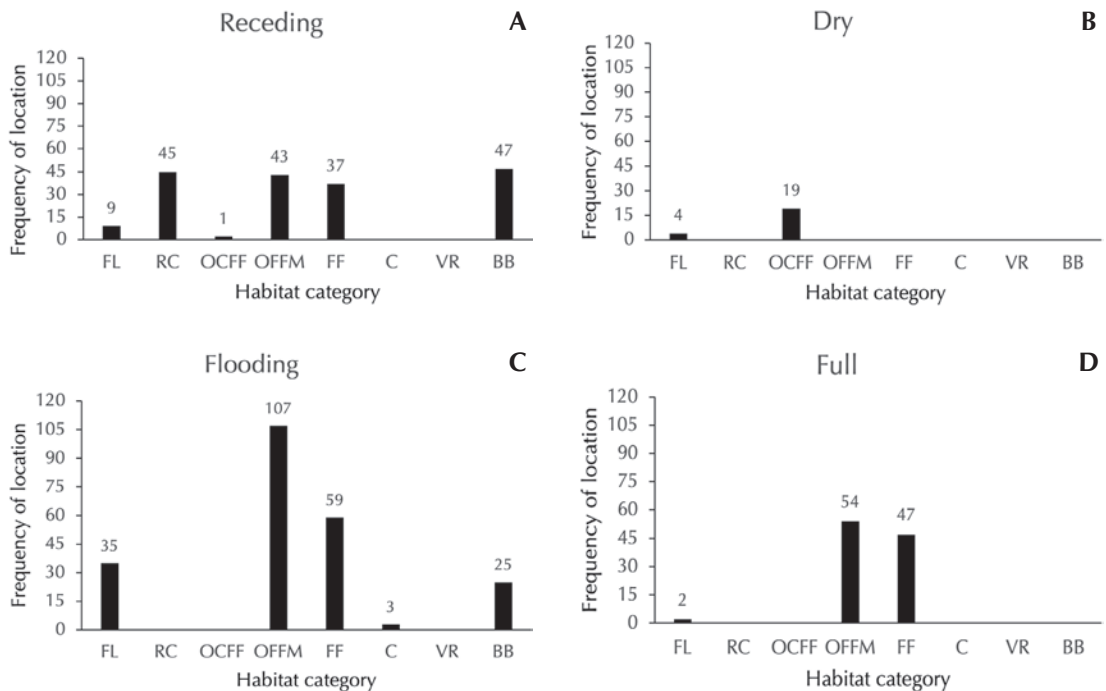 Receding
A
Frequency of location
120
105
90
75
60
45
30
15
0
9
45
1
43
37
47
FL RC OCFF OFFM FF C VR BB
Habitat category
Dry
B
Frequency of location
120
105
90
75
60
45
30
15
0
4
19
FL RC OCFF OFFM FF C VR BB
Habitat category
Flooding
C
Frequency of location
120
105
90
75
60
45
30
15
0
35
107
59
3
25
FL RC OCFF OFFM FF C VR BB
Habitat category
Full
D
Frequency of location
120
105
90
75
60
45
30
15
0
2
54
47
FL RC OCFF OFFM FF C VR BB
Habitat category